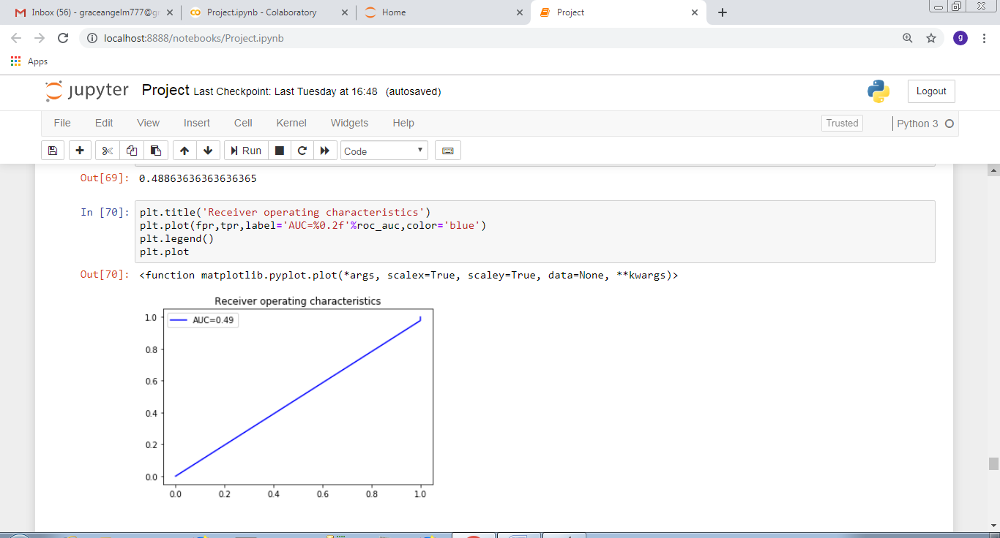 Inbox (56) - graceangelm777@g
Project.ipynb - Colaboratory
Home
Project
localhost:8888/notebooks/Project.ipynb
g
Apps
jupyter Project Last Checkpoint: Last Tuesday at 16:48 (autosaved)
Logout
File Edit View Insert Cell Kernel Widgets Help
Trusted
Python 3
Run
Code
Out[69]: 0.48863636363636365
In [70]: plt.title('Receiver operating characteristics')
plt.plot(fpr,tpr,label='AUC=%0.2f'%roc_auc,color='blue')
plt.legend()
plt.plot
Out[70]: <function matplotlib.pyplot.plot(*args, scalex=True, scaley=True, data=None, **kwargs)>
Receiver operating characteristics
AUC=0.49
1.0
0.8
0.6
0.4
0.2
0.0
0.0 0.2 0.4 0.6 0.8 1.0